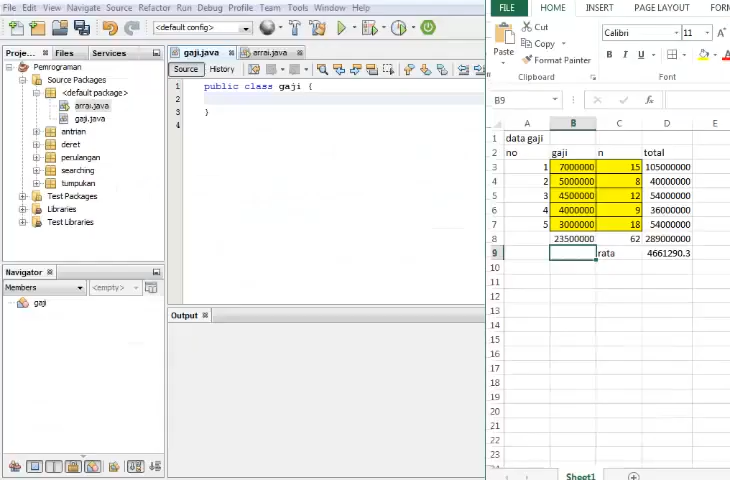 File Edit View Navigate Source Refactor Run Debug Profile Team Tools Window Help
<default config>
Proje... Files Services
Pemrograman
Source Packages
<default package>
arrai.java
gaji.java
antrian
deret
perulangan
searching
tumpukan
Test Packages
Libraries
Test Libraries
Navigator
Members
<empty>
gaji
gaji.java arrai.java
Source History
1 public class gaji {
2
3 }
4
Output
FILE HOME INSERT PAGE LAYOUT FORM
Paste
Cut
Copy
Format Painter
Clipboard
Calibri 11
B I U
Font
B9 fx
A B C D E
1 data gaji
2 no gaji n total
3 1 7000000 15 105000000
4 2 5000000 8 40000000
5 3 4500000 12 54000000
6 4 4000000 9 36000000
7 5 3000000 18 54000000
8 23500000 62 289000000
9 rata 4661290.3
10
11
12
13
14
15
16
17
18
19
20
21
22
23
24
Sheet1